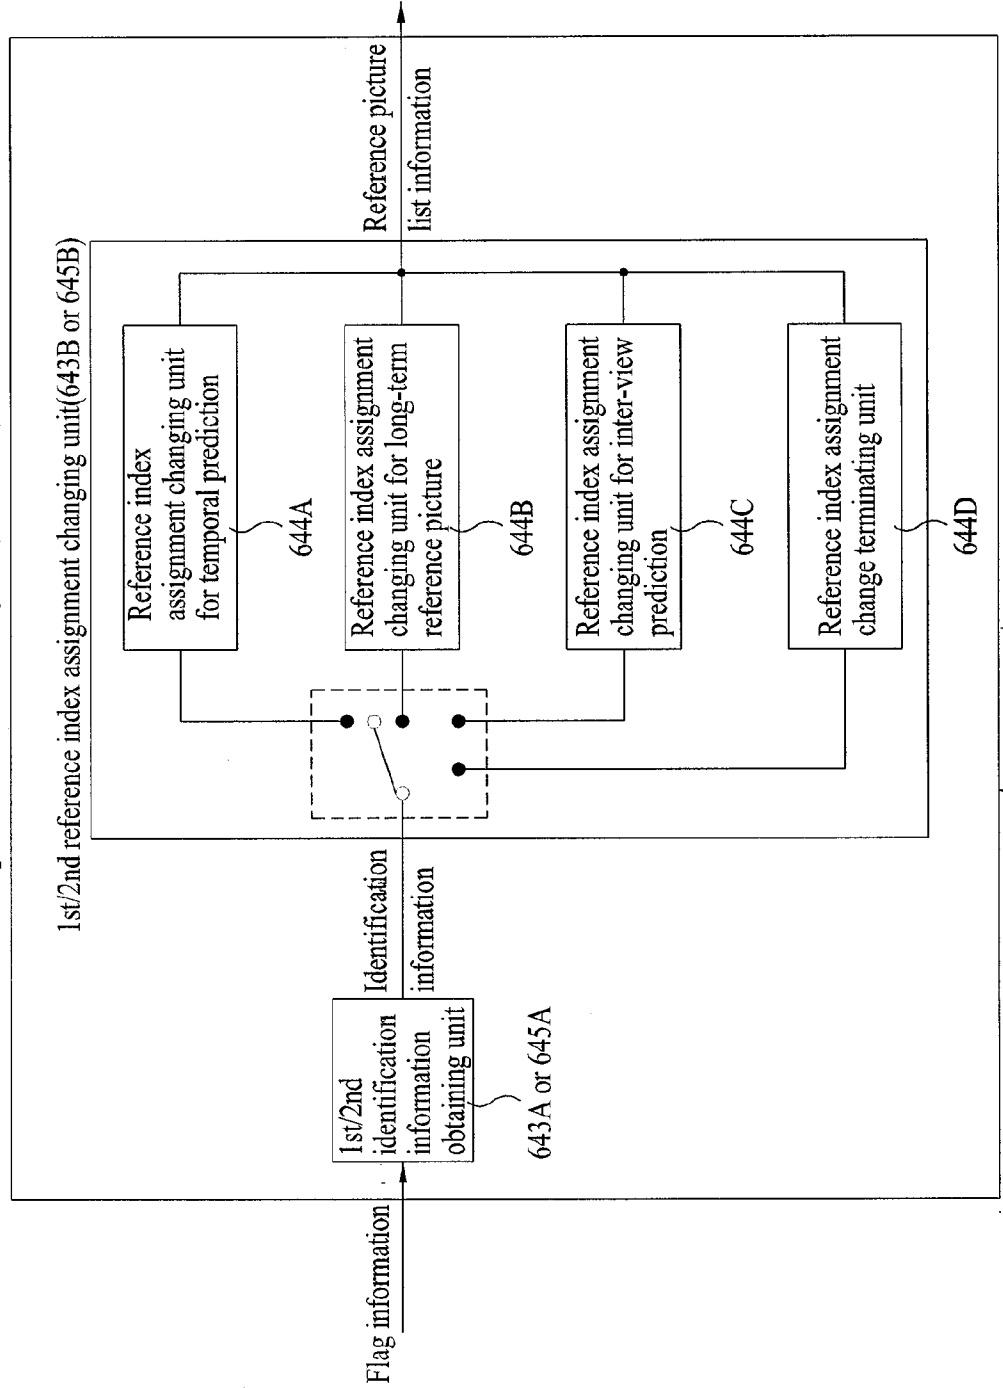 1st/2nd reference index assignment changing unit(643B or 645B)
Flag information
1st/2nd
identification
information
obtaining unit
643A or 645A
Identification
information
Reference index
assignment changing unit
for temporal prediction
644A
Reference index assignment
changing unit for long-term
reference picture
644B
Reference index assignment
changing unit for inter-view
prediction
644C
Reference index assignment
change terminating unit
644D
Reference picture
list information